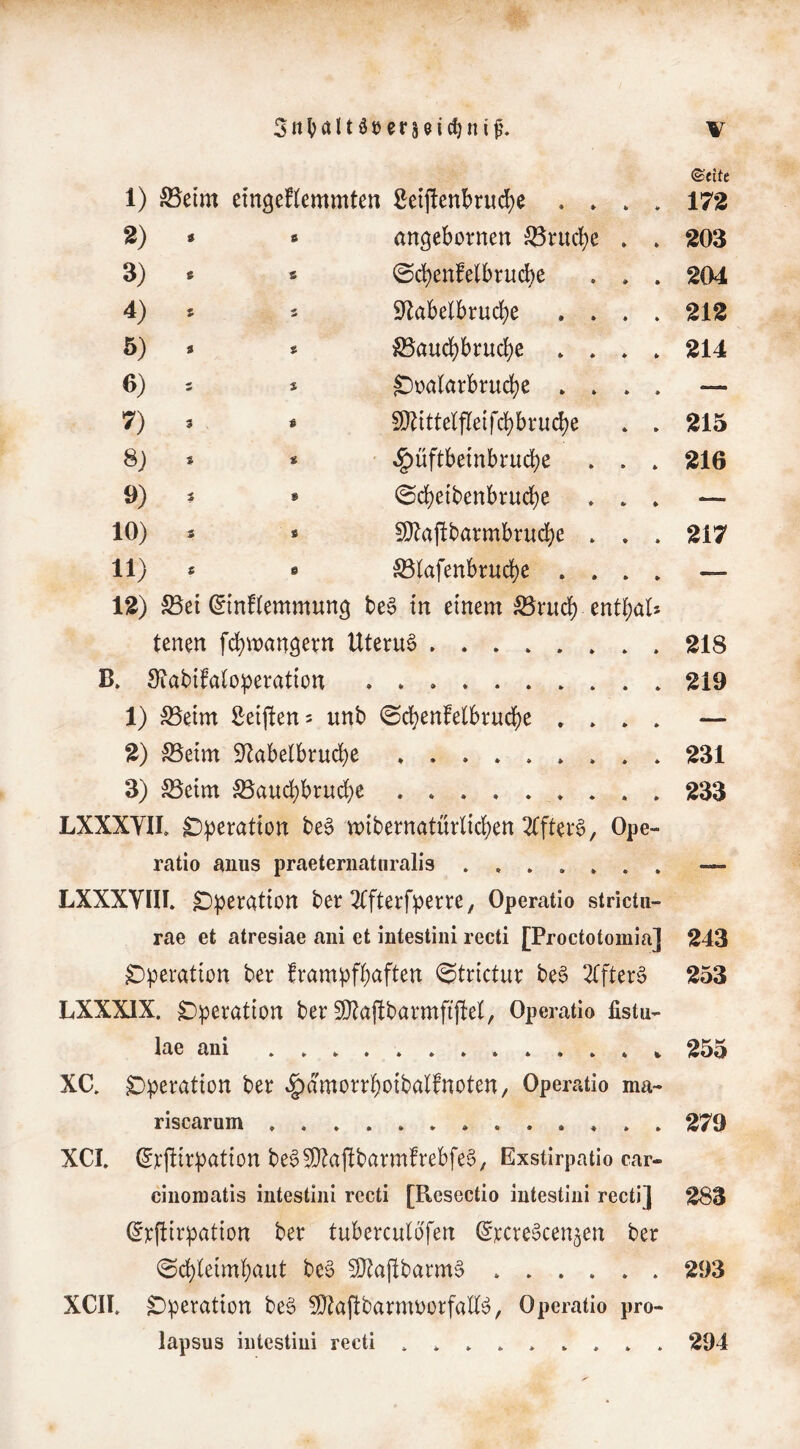 Inhaltsverzeichniß. V
Seite
1) Beim eingeklemmten Leistenbruche . . . . 172
2) = = angebornen Bruche . . 203
3) = = Schenkelbruche . . . 204
4) = = Nabelbruche . . . . 212
5) = = Bauchbruche . . . . 214
6) = = Ovalarbruche . . . . —
7) = = Mittelfleischbruche . . 215
8) = = Hüftbeinbruche . . . 216
9) = = Scheibenbruche . . . —
10) = = Mastdarmbruche . . . 217
11) = = Blasenbruche . . . . —
12) Bei Einklemmung des in einem Bruch enthal=
tenen schwangern Uterus . . . . . . . . 218
B. Radikaloperation . . . . . . . . . . 219
1) Beim Leisten= und Schenkelbruche . . . . —
2) Beim Nabelbruche . . . . . . . . . 231
3) Beim Bauchbruche . . . . . . . . . 233
LXXXVII. Operation des widernatürlichen Afters, Ope-
ratio anus praeternaturalis . . . . . . . —
LXXXVIII. Operation der Aftersperre, Operatio strictu-
rae et atresiae ani et intestini recti [Proctotomia] 243
Operation der krampfhaften Strictur des Afters 253
LXXXIX. Operation der Mastdarmfistel, Operatio fistu-
lae ani . . . . . . . . . . . . . . 255
XC. Operation der Hämorrhoidalknoten, Operatio ma-
riscarum . . . . . . . . . . . . . 279
XCI. Exstirpation des Mastdarmkrebses, Exstirpatio car-
cinomatis intestini recti [Resectio intestini recti] 283
Exstirpation der tuberculösen Excrescenzen der
Schleimhaut des Mastdarms . . . . . . 293
XCII. Operation des Mastdarmvorfalls, Operatio pro-
lapsus intestini recti . . . . . . . . . 294